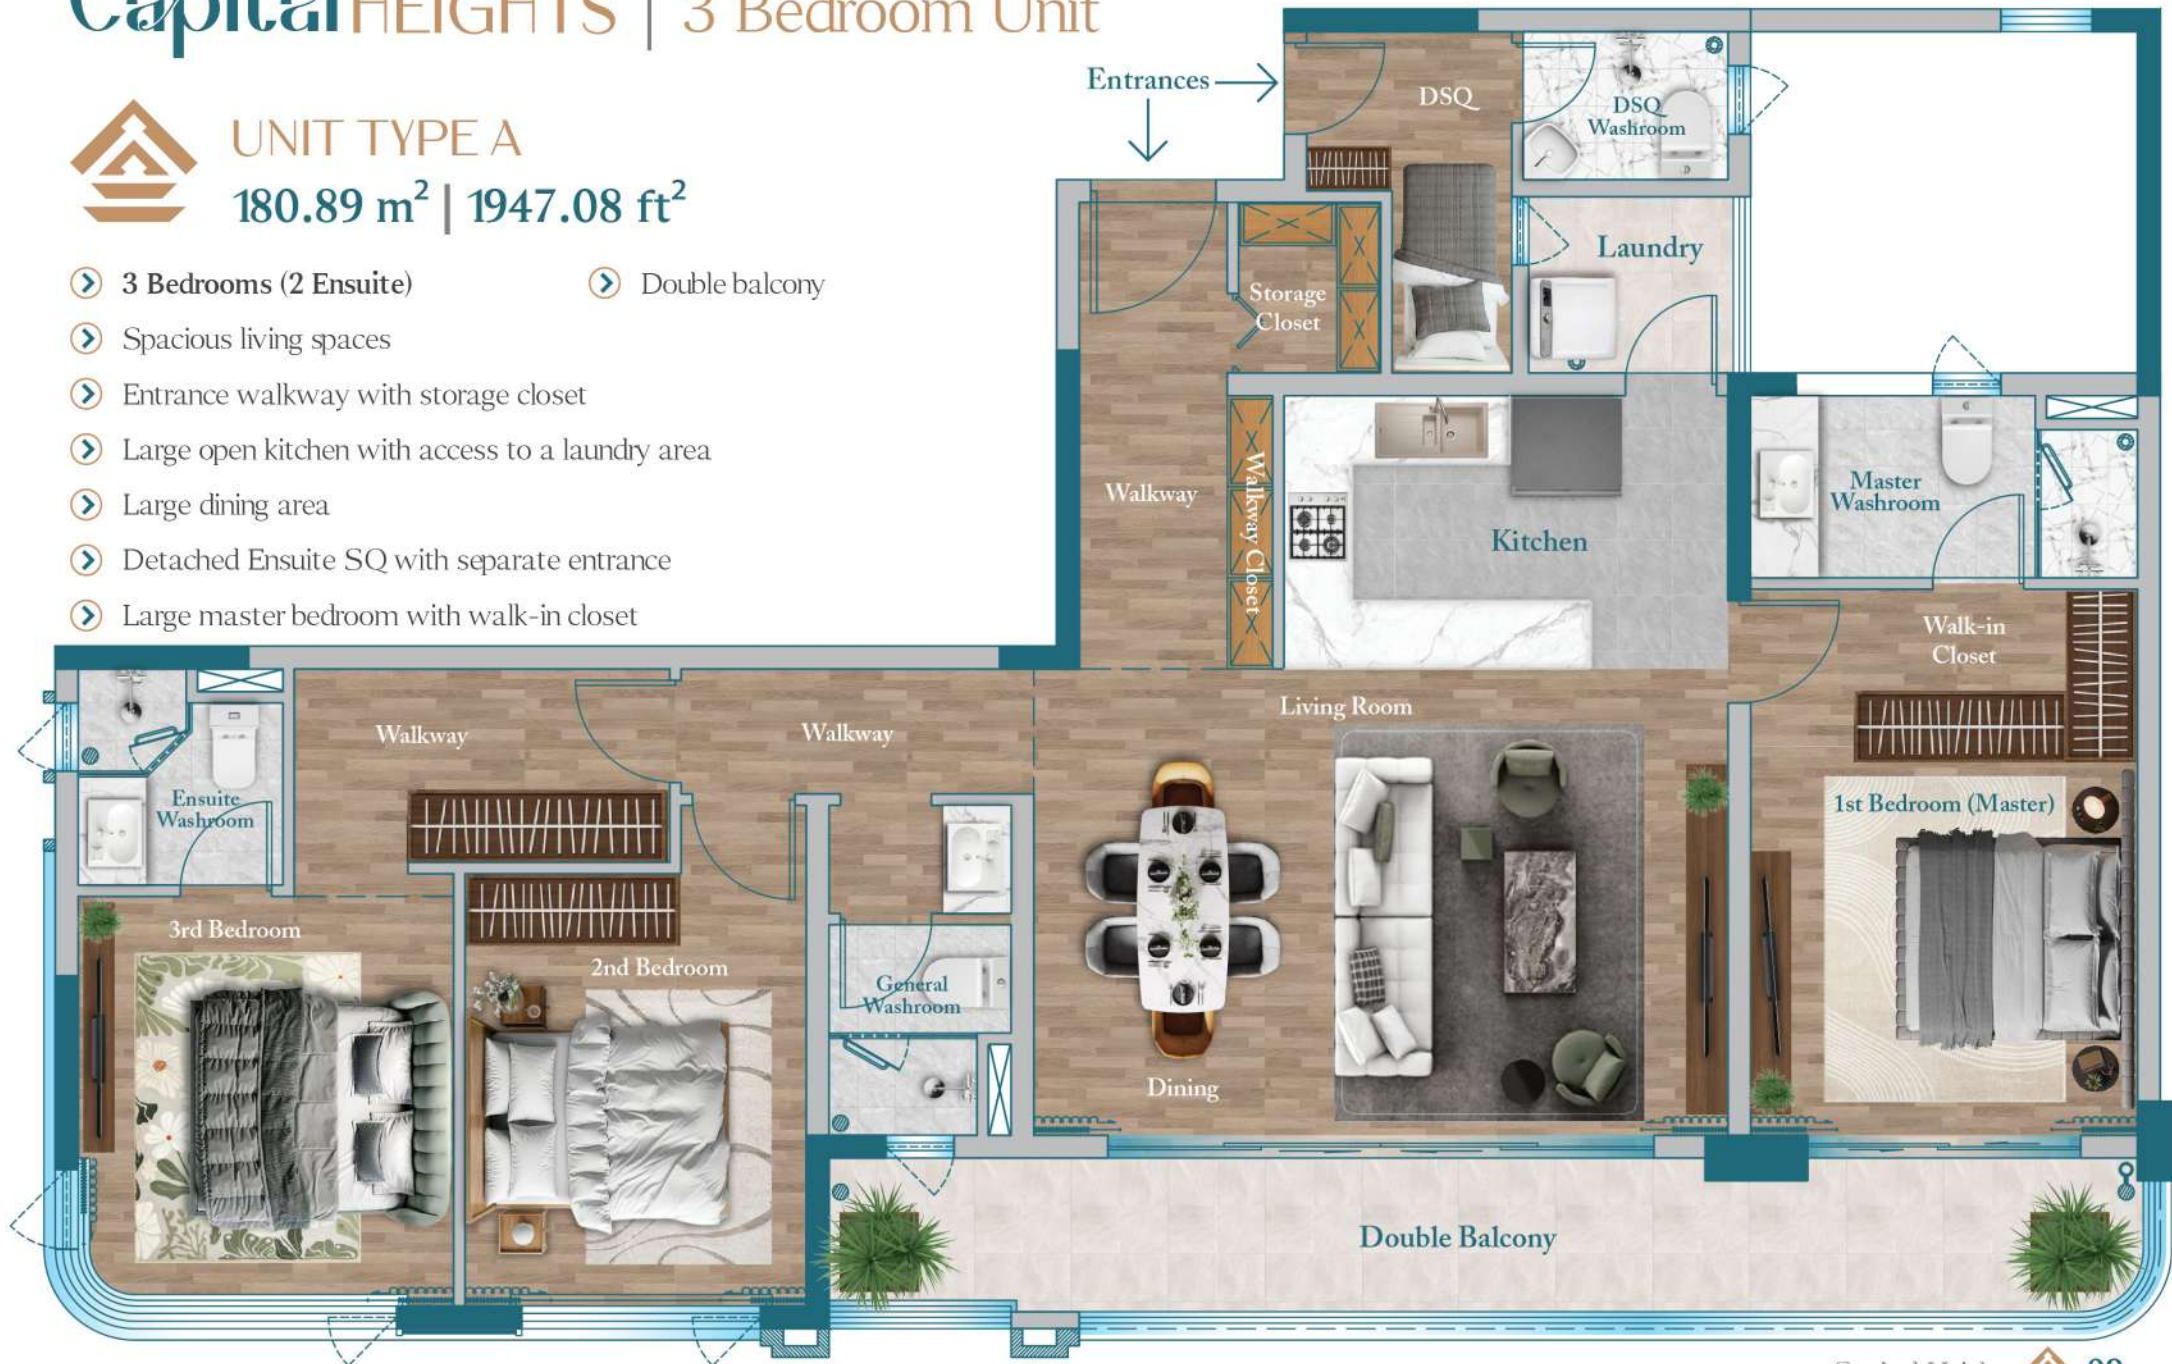 Capital HEIGHTS | 3 Bedroom Unit
UNIT TYPE A
180.89 m² | 1947.08 ft²
3 Bedrooms (2 Ensuite)
Double balcony
Spacious living spaces
Entrance walkway with storage closet
Large open kitchen with access to a laundry area
Large dining area
Detached Ensuite SQ with separate entrance
Large master bedroom with walk-in closet
Entrances
DSQ
DSQ
Washroom
Laundry
Storage
Closet
Walkway
Walkway Closet
Kitchen
Master
Washroom
Walk-in
Closet
Living Room
Walkway
Walkway
Ensuite
Washroom
1st Bedroom (Master)
3rd Bedroom
2nd Bedroom
General
Washroom
Dining
Double Balcony